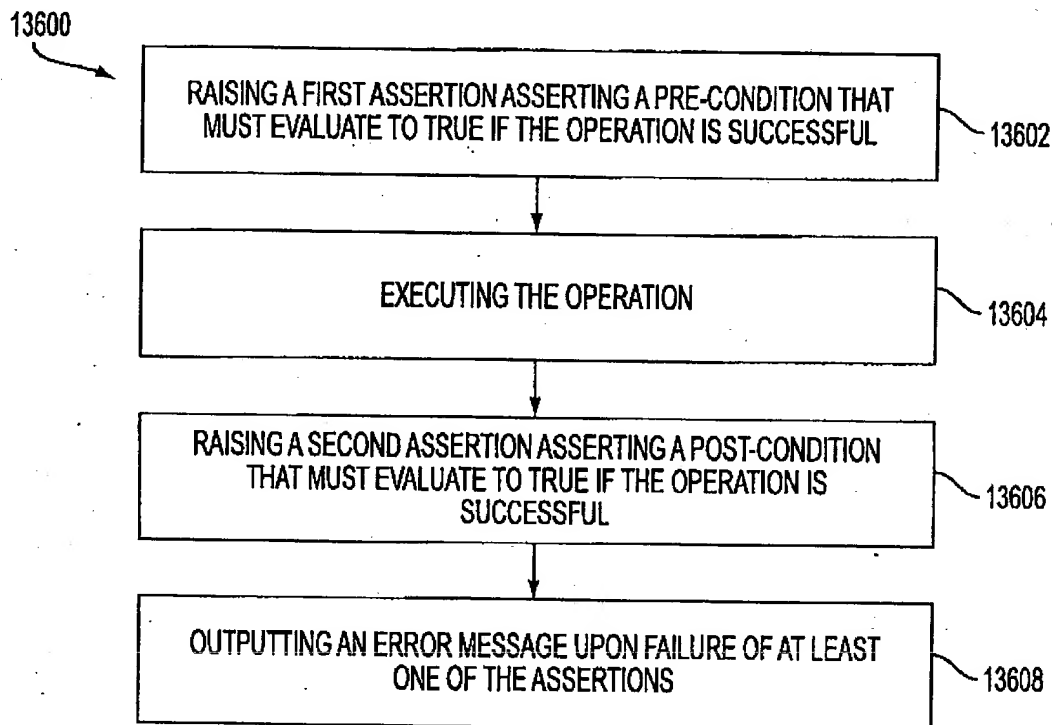 13600
RAISING A FIRST ASSERTION ASSERTING A PRE-CONDITION THAT
MUST EVALUATE TO TRUE IF THE OPERATION IS SUCCESSFUL
13602
EXECUTING THE OPERATION
13604
RAISING A SECOND ASSERTION ASSERTING A POST-CONDITION
THAT MUST EVALUATE TO TRUE IF THE OPERATION IS
SUCCESSFUL
13606
OUTPUTTING AN ERROR MESSAGE UPON FAILURE OF AT LEAST
ONE OF THE ASSERTIONS
13608